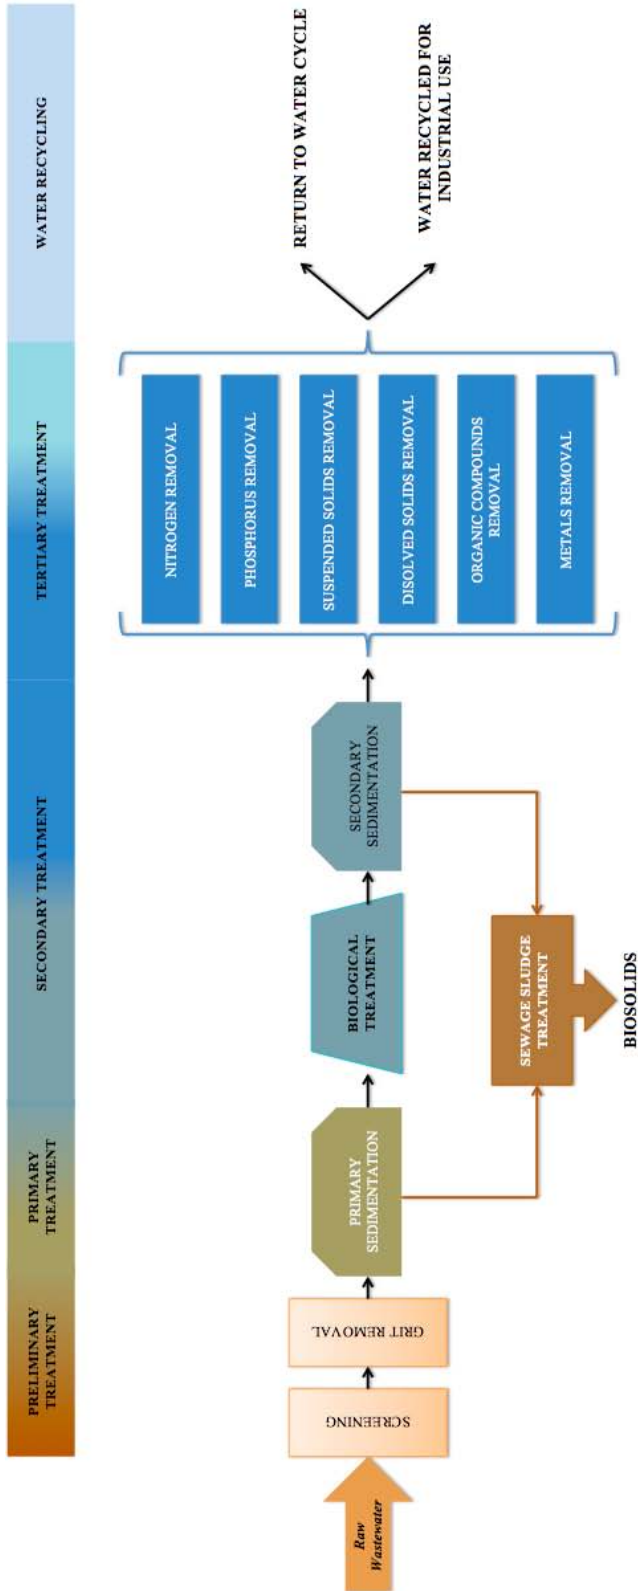 PRELIMINARY
TREATMENT
PRIMARY
TREATMENT
SECONDARY TREATMENT
TERTIARY TREATMENT
WATER RECYCLING
Raw
Wastewater
SCREENING
GRIT REMOVAL
PRIMARY
SEDIMENTATION
BIOLOGICAL
TREATMENT
SECONDARY
SEDIMENTATION
SEWAGE SLUDGE
TREATMENT
BIOSOLIDS
NITROGEN REMOVAL
PHOSPHORUS REMOVAL
SUSPENDED SOLIDS REMOVAL
DISOLVED SOLIDS REMOVAL
ORGANIC COMPOUNDS
REMOVAL
METALS REMOVAL
RETURN TO WATER CYCLE
WATER RECYCLED FOR
INDUSTRIAL USE